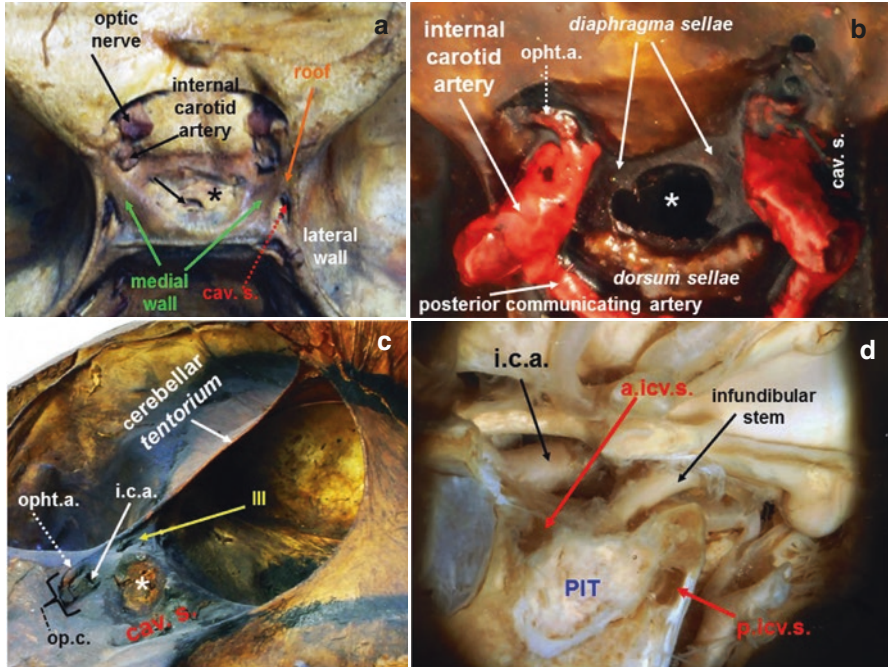 a
optic
nerve
internal
carotid
artery
roof
*
lateral
wall
medial
wall
cav. s.
b
internal
carotid
artery
diaphragma sellae
opht.a.
cav. s.
*
dorsum sellae
posterior communicating artery
c
cerebellar
tentorium
opht.a.
i.c.a.
III
*
cav. s.
op.c.
d
i.c.a.
a.icv.s.
infundibular
stem
PIT
p.icv.s.